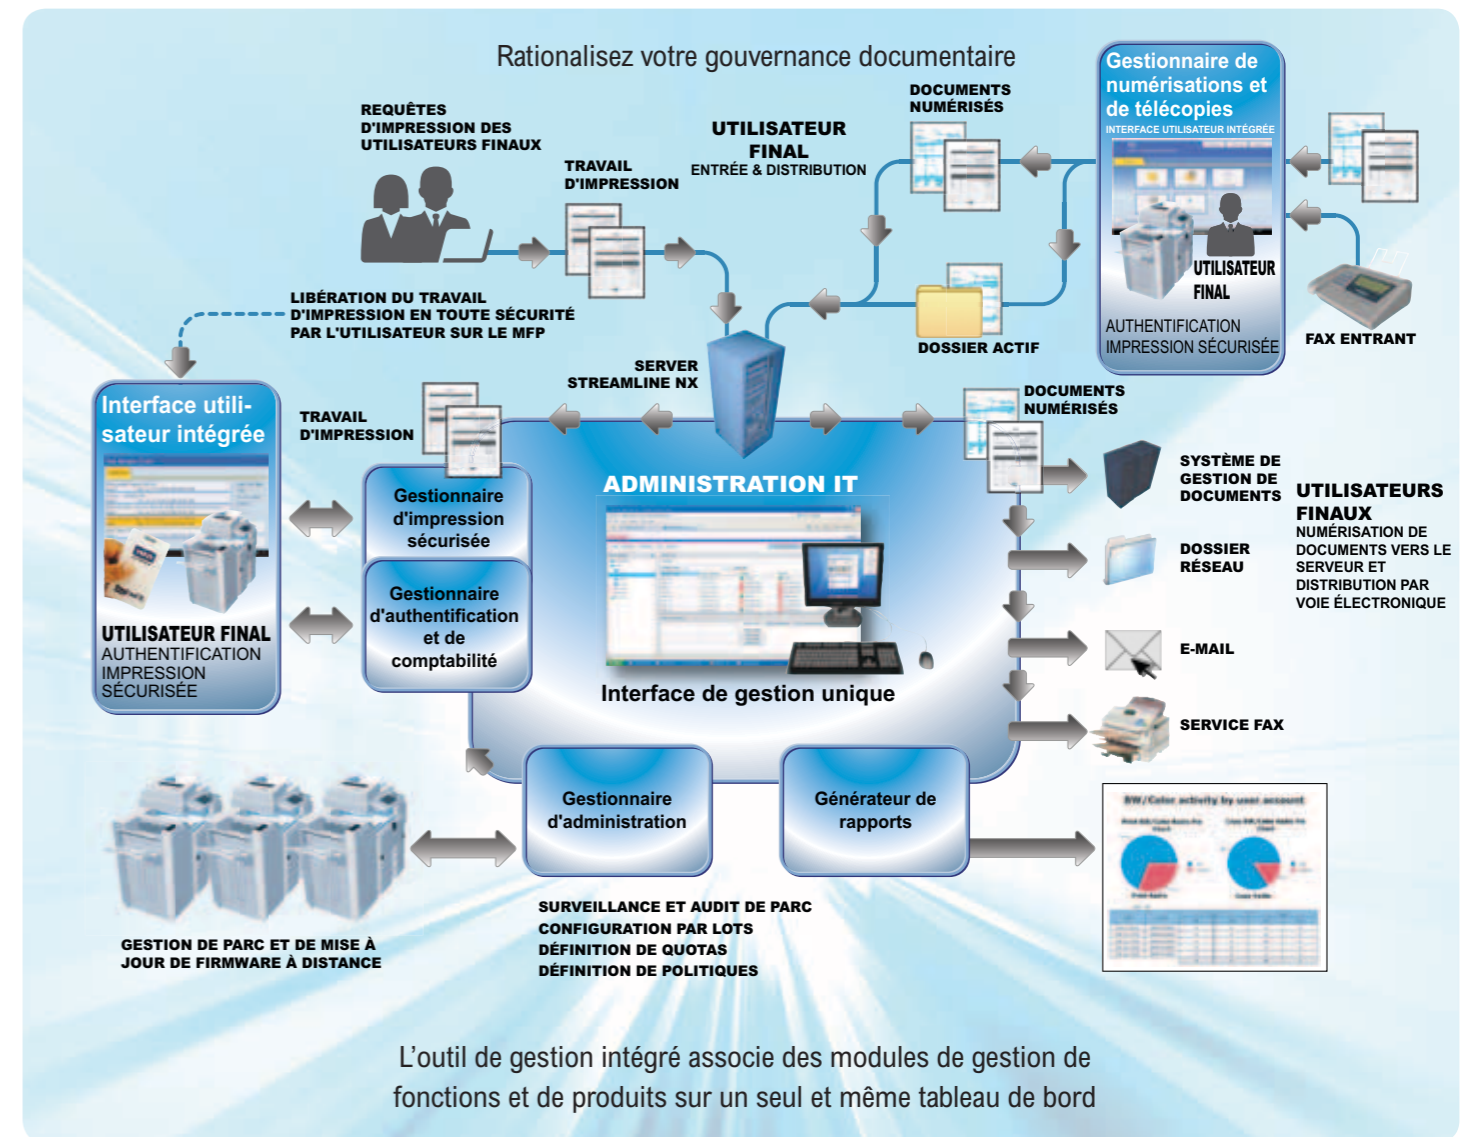 Rationalisez votre gouvernance documentaire
REQUÊTES
D'IMPRESSION DES
UTILISATEURS FINAUX
TRAVAIL
D'IMPRESSION
UTILISATEUR
FINAL
ENTRÉE & DISTRIBUTION
DOCUMENTS
NUMÉRISÉS
Gestionnaire de
numérisations et
de télécopies
INTERFACE UTILISATEUR INTÉGRÉE
UTILISATEUR
FINAL
AUTHENTIFICATION
IMPRESSION SÉCURISÉE
FAX ENTRANT
DOSSIER ACTIF
LIBÉRATION DU TRAVAIL
D'IMPRESSION EN TOUTE SÉCURITÉ
PAR L'UTILISATEUR SUR LE MFP
SERVER
STREAMLINE NX
Interface utili-
sateur intégrée
UTILISATEUR FINAL
AUTHENTIFICATION
IMPRESSION
SÉCURISÉE
TRAVAIL
D'IMPRESSION
Gestionnaire
d'impression
sécurisée
Gestionnaire
d'authentification
et de
comptabilité
ADMINISTRATION IT
Interface de gestion unique
DOCUMENTS
NUMÉRISÉS
SYSTÈME DE
GESTION DE
DOCUMENTS
DOSSIER
RÉSEAU
E-MAIL
SERVICE FAX
UTILISATEURS
FINAUX
NUMÉRISATION DE
DOCUMENTS VERS LE
SERVEUR ET
DISTRIBUTION PAR
VOIE ÉLECTRONIQUE
Gestionnaire
d'administration
Générateur de
rapports
GESTION DE PARC ET DE MISE À
JOUR DE FIRMWARE À DISTANCE
SURVEILLANCE ET AUDIT DE PARC
CONFIGURATION PAR LOTS
DÉFINITION DE QUOTAS
DÉFINITION DE POLITIQUES
BW/Color activity by user account
L'outil de gestion intégré associe des modules de gestion de
fonctions et de produits sur un seul et même tableau de bord